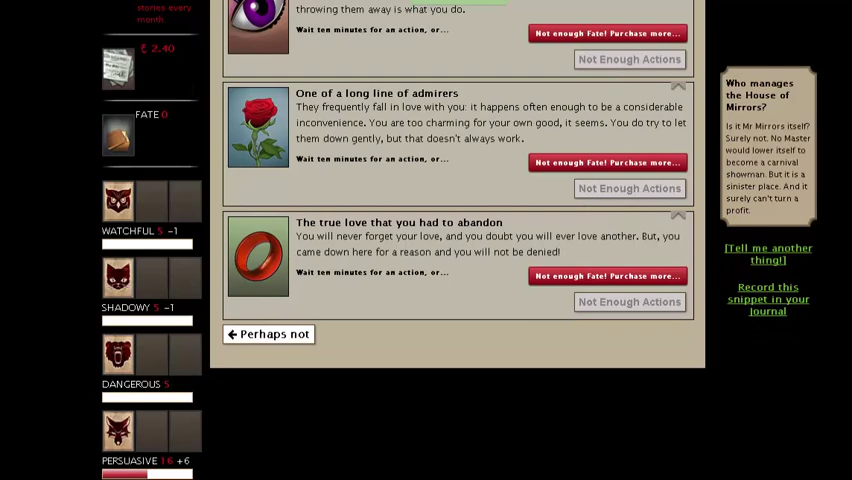 stories every
month.
throwing them away is what you do.
Wait ten minutes for an action, or...
Not enough Fate! Purchase more...
Not Enough Actions
£ 2.40
FATE 0
One of a long line of admirers
They frequently fall in love with you: it happens often enough to be a considerable
inconvenience. You are too charming for your own good, it seems. You do try to let
them down gently, but that doesn't always work.
Wait ten minutes for an action, or...
Not enough Fate! Purchase more...
Not Enough Actions
WATCHFUL 5 -1
The true love that you had to abandon
You will never forget your love, and you doubt you will ever love another. But, you
came down here for a reason and you will not be denied!
Wait ten minutes for an action, or...
Not enough Fate! Purchase more...
Not Enough Actions
SHADOWY 5 -1
Perhaps not
DANGEROUS 5
PERSUASIVE 16 +6
Who manages
the House of
Mirrors?
Is it Mr Mirrors itself?
Surely not. No Master
would lower itself to
become a carnival
showman. But it is a
sinister place. And it
surely can't turn a
profit.
[Tell me another
thing!]
Record this
snippet in your
Journal